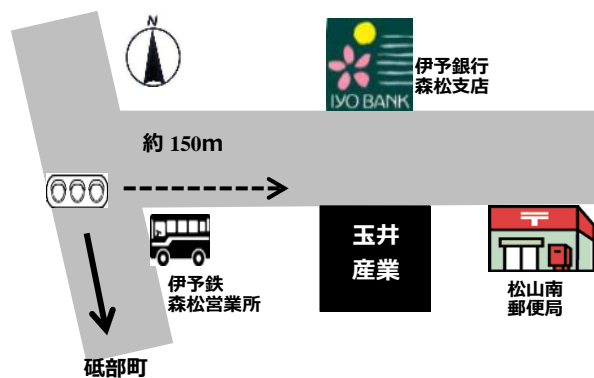 N
伊予銀行
森松支店
IYO BANK
約 150m
玉井
産業
伊予鉄
森松営業所
松山南
郵便局
砥部町